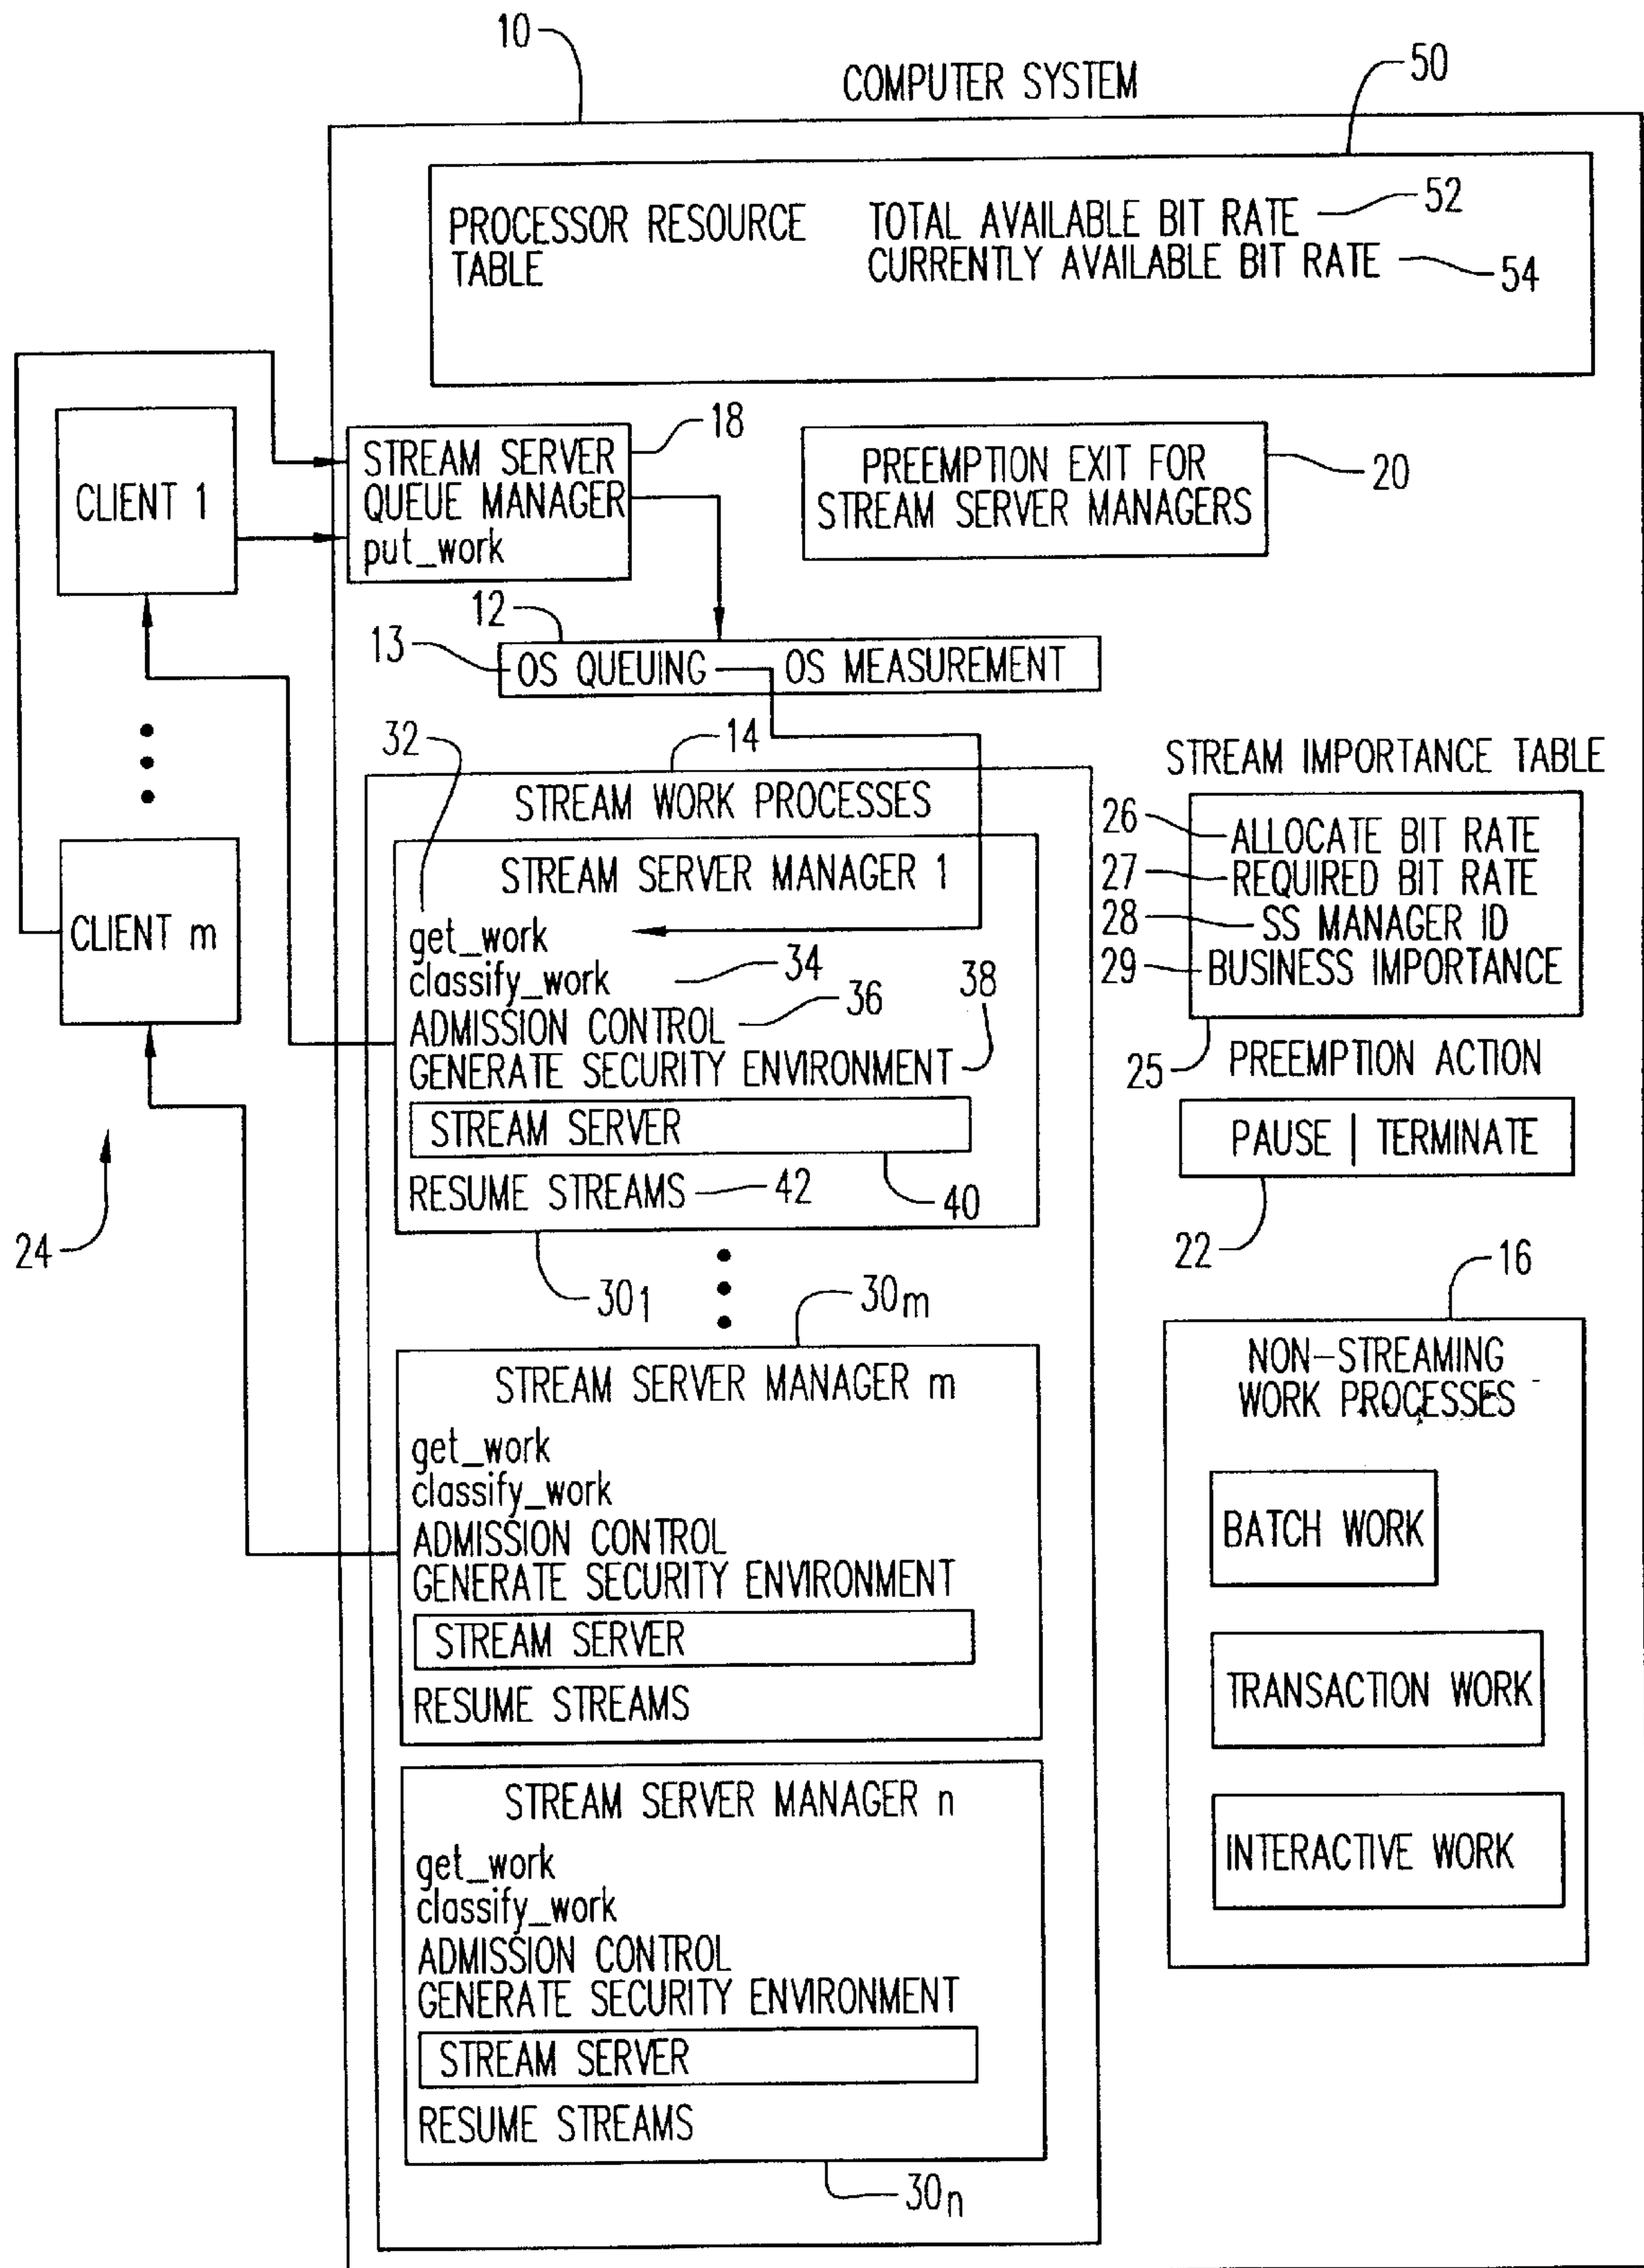 10
COMPUTER SYSTEM
50
PROCESSOR RESOURCE
TABLE
TOTAL AVAILABLE BIT RATE
52
CURRENTLY AVAILABLE BIT RATE
54
CLIENT 1
STREAM SERVER
QUEUE MANAGER
put_work
18
PREEMPTION EXIT FOR
STREAM SERVER MANAGERS
20
12
13
OS QUEUING
OS MEASUREMENT
32
14
STREAM WORK PROCESSES
STREAM SERVER MANAGER 1
get_work
classify_work
34
ADMISSION CONTROL
36
38
GENERATE SECURITY ENVIRONMENT
STREAM SERVER
RESUME STREAMS
42
40
301
CLIENT m
24
STREAM IMPORTANCE TABLE
26
ALLOCATE BIT RATE
27
REQUIRED BIT RATE
28
SS MANAGER ID
29
BUSINESS IMPORTANCE
25
PREEMPTION ACTION
PAUSE | TERMINATE
22
30m
STREAM SERVER MANAGER m
get_work
classify_work
ADMISSION CONTROL
GENERATE SECURITY ENVIRONMENT
STREAM SERVER
RESUME STREAMS
STREAM SERVER MANAGER n
get_work
classify_work
ADMISSION CONTROL
GENERATE SECURITY ENVIRONMENT
STREAM SERVER
RESUME STREAMS
30n
16
NON-STREAMING
WORK PROCESSES
BATCH WORK
TRANSACTION WORK
INTERACTIVE WORK